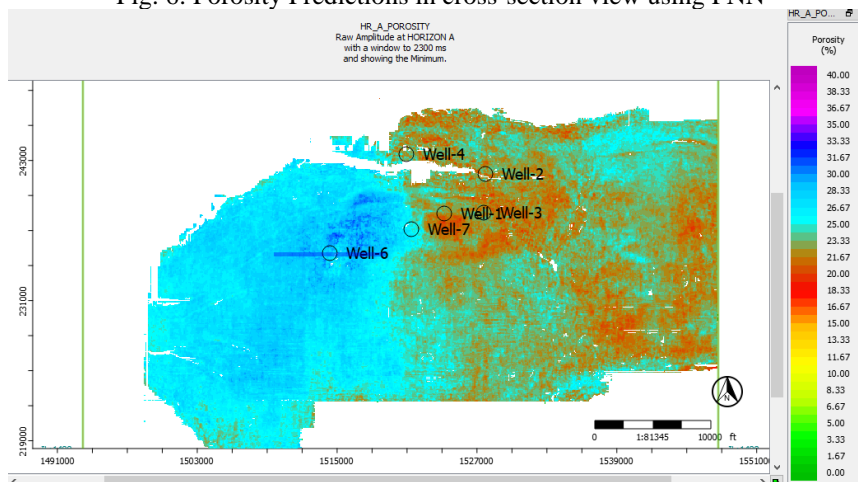 Fig. 6. Porosity Predictions in cross-section view using PNN
HR_A_PO...
HR_A_POROSITY
Raw Amplitude at HORIZON A
with a window to 2300 ms
and showing the Minimum.
Porosity
(%)
40.00
38.33
36.67
35.00
33.33
31.67
30.00
28.33
26.67
25.00
23.33
21.67
20.00
18.33
16.67
15.00
13.33
11.67
10.00
8.33
6.67
5.00
3.33
1.67
0.00
243000
231000
219000
Well-4
Well-2
Well-1
Well-3
Well-7
Well-6
N
0 1:81345 10000 ft
1491000 1503000 1515000 1527000 1539000 1551000